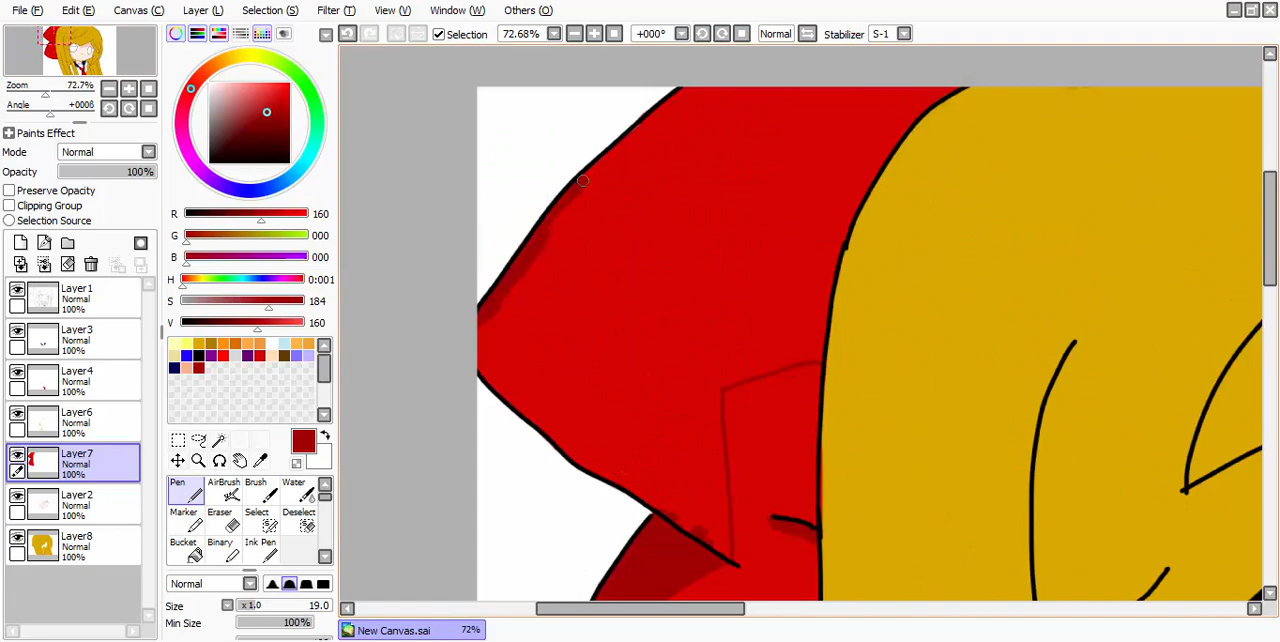 File (F) Edit (E) Canvas (C) Layer (L) Selection (S) Filter (T) View (V) Window (W) Others (O)
Selection 72.68% +000° Normal Stabilizer S-1
Zoom 72.7%
Angle +000ß
Paints Effect
Mode Normal
Opacity 100%
Preserve Opacity
Clipping Group
Selection Source
Layer1
Normal
100%
Layer3
Normal
100%
Layer4
Normal
100%
Layer6
Normal
100%
Layer7
Normal
100%
Layer2
Normal
100%
Layer8
Normal
100%
R 160
G 000
B 000
H 0:001
S 184
V 160
Pen AirBrush Brush Water
Marker Eraser Select Deselect
Bucket Binary Ink Pen
Normal
Size x 1.0 19.0
Min Size 100%
New Canvas.sai 72%